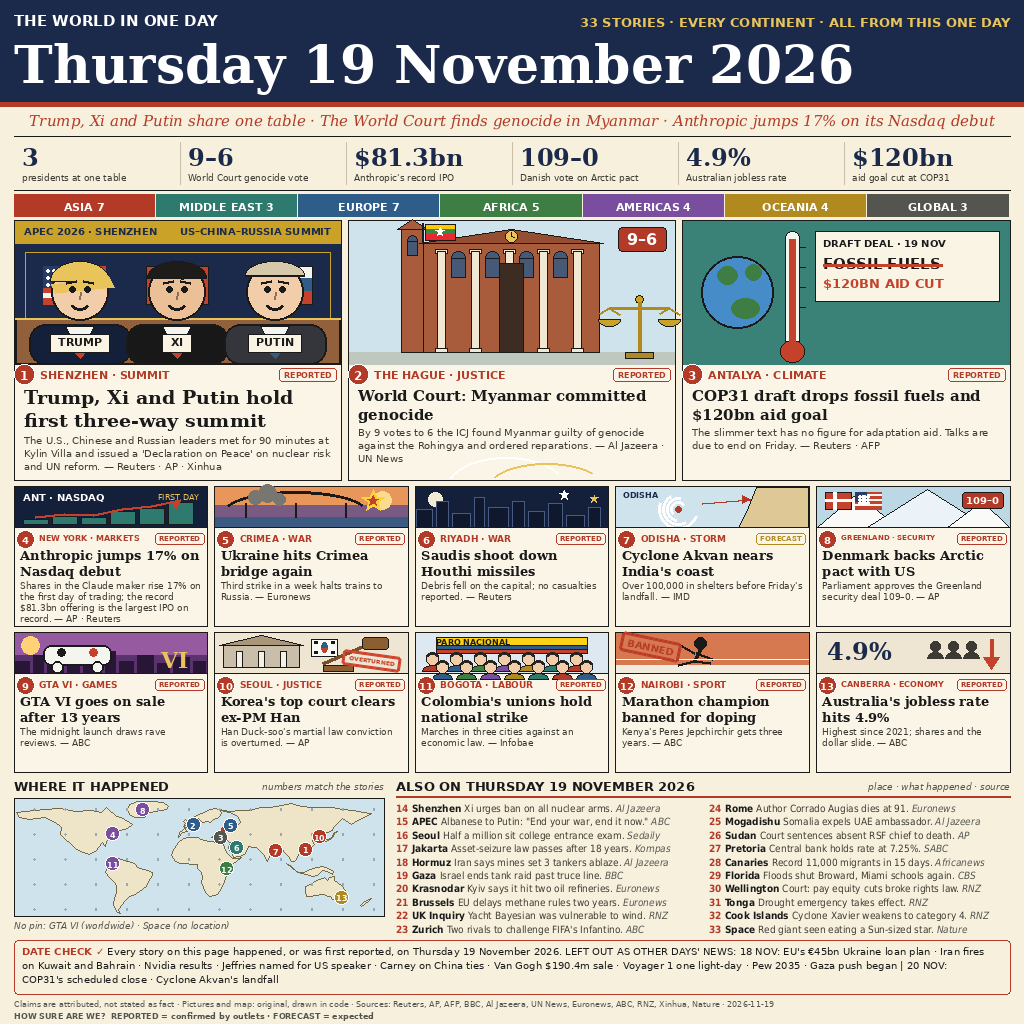 THE WORLD IN ONE DAY
33 STORIES · EVERY CONTINENT · ALL FROM THIS ONE DAY
Thursday 19 November 2026
Trump, Xi and Putin share one table · The World Court finds genocide in Myanmar · Anthropic jumps 17% on its Nasdaq debut
3
presidents at one table
9–6
World Court genocide vote
$81.3bn
Anthropic's record IPO
109–0
Danish vote on Arctic pact
4.9%
Australian jobless rate
$120bn
aid goal cut at COP31
ASIA 7
MIDDLE EAST 3
EUROPE 7
AFRICA 5
AMERICAS 4
OCEANIA 4
GLOBAL 3
APEC 2026 · SHENZHEN
US–CHINA–RUSSIA SUMMIT
TRUMP
XI
PUTIN
1 SHENZHEN · SUMMIT
REPORTED
Trump, Xi and Putin hold
first three-way summit
The U.S., Chinese and Russian leaders met for 90 minutes at
Kylin Villa and issued a 'Declaration on Peace' on nuclear risk
and UN reform. — Reuters · AP · Xinhua
9–6
2 THE HAGUE · JUSTICE
REPORTED
World Court: Myanmar committed
genocide
By 9 votes to 6 the ICJ found Myanmar guilty of genocide
against the Rohingya and ordered reparations. — Al Jazeera ·
UN News
DRAFT DEAL · 19 NOV
FOSSIL FUELS
$120BN AID CUT
3 ANTALYA · CLIMATE
REPORTED
COP31 draft drops fossil fuels and
$120bn aid goal
The slimmer text has no figure for adaptation aid. Talks are
due to end on Friday. — Reuters · AFP
ANT · NASDAQ
FIRST DAY
4 NEW YORK · MARKETS
REPORTED
Anthropic jumps 17% on
Nasdaq debut
Shares in the Claude maker rise 17% on
the first day of trading; the record
$81.3bn offering is the largest IPO on
record. — AP · Reuters
5 CRIMEA · WAR
REPORTED
Ukraine hits Crimea
bridge again
Third strike in a week halts trains to
Russia. — Euronews
6 RIYADH · WAR
REPORTED
Saudis shoot down
Houthi missiles
Debris fell on the capital; no casualties
reported. — Reuters
ODISHA
7 ODISHA · STORM
FORECAST
Cyclone Akvan nears
India's coast
Over 100,000 in shelters before Friday's
landfall. — IMD
109–0
8 GREENLAND · SECURITY
REPORTED
Denmark backs Arctic
pact with US
Parliament approves the Greenland
security deal 109–0. — AP
VI
9 GTA VI · GAMES
REPORTED
GTA VI goes on sale
after 13 years
The midnight launch draws rave
reviews. — ABC
OVERTURNED
10 SEOUL · JUSTICE
REPORTED
Korea's top court clears
ex-PM Han
Han Duck-soo's martial law conviction
is overturned. — AP
PARO NACIONAL
11 BOGOTA · LABOUR
REPORTED
Colombia's unions hold
national strike
Marches in three cities against an
economic law. — Infobae
BANNED
12 NAIROBI · SPORT
REPORTED
Marathon champion
banned for doping
Kenya's Peres Jepchirchir gets three
years. — ABC
4.9%
13 CANBERRA · ECONOMY
REPORTED
Australia's jobless rate
hits 4.9%
Highest since 2021; shares and the
dollar slide. — ABC
WHERE IT HAPPENED
numbers match the stories
8
2
5
4
3
6
10
7
1
11
12
13
No pin: GTA VI (worldwide) · Space (no location)
ALSO ON THURSDAY 19 NOVEMBER 2026
place · what happened · source
14 Shenzhen Xi urges ban on all nuclear arms. Al Jazeera
15 APEC Albanese to Putin: "End your war, end it now." ABC
16 Seoul Half a million sit college entrance exam. Sedaily
17 Jakarta Asset-seizure law passes after 18 years. Kompas
18 Hormuz Iran says mines set 3 tankers ablaze. Al Jazeera
19 Gaza Israel ends tank raid past truce line. BBC
20 Krasnodar Kyiv says it hit two oil refineries. Euronews
21 Brussels EU delays methane rules two years. Euronews
22 UK Inquiry Yacht Bayesian was vulnerable to wind. RNZ
23 Zurich Two rivals to challenge FIFA's Infantino. ABC
24 Rome Author Corrado Augias dies at 91. Euronews
25 Mogadishu Somalia expels UAE ambassador. Al Jazeera
26 Sudan Court sentences absent RSF chief to death. AP
27 Pretoria Central bank holds rate at 7.25%. SABC
28 Canaries Record 11,000 migrants in 15 days. Africanews
29 Florida Floods shut Broward, Miami schools again. CBS
30 Wellington Court: pay equity cuts broke rights law. RNZ
31 Tonga Drought emergency takes effect. RNZ
32 Cook Islands Cyclone Xavier weakens to category 4. RNZ
33 Space Red giant seen eating a Sun-sized star. Nature
DATE CHECK ✓ Every story on this page happened, or was first reported, on Thursday 19 November 2026. LEFT OUT AS OTHER DAYS' NEWS: 18 NOV: EU's €45bn Ukraine loan plan · Iran fires
on Kuwait and Bahrain · Nvidia results · Jeffries named for US speaker · Carney on China ties · Van Gogh $190.4m sale · Voyager 1 one light-day · Pew 2035 · Gaza push began | 20 NOV:
COP31's scheduled close · Cyclone Akvan's landfall
Claims are attributed, not stated as fact · Pictures and map: original, drawn in code · Sources: Reuters, AP, AFP, BBC, Al Jazeera, UN News, Euronews, ABC, RNZ, Xinhua, Nature · 2026-11-19
HOW SURE ARE WE? REPORTED = confirmed by outlets · FORECAST = expected